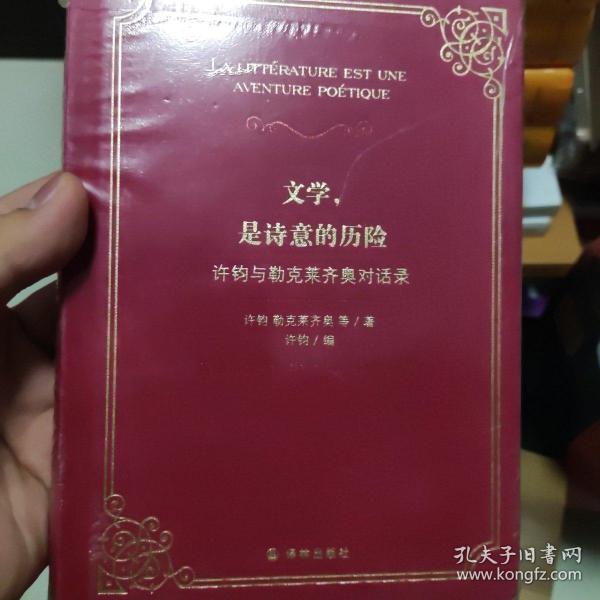 LA LITTÉRATURE EST UNE
AVENTURE POÉTIQUE
文学，
是诗意的历险
许钧与勒克莱齐奥对话录
许钧 勒克莱齐奥 等 / 著
许钧 / 编
译林出版社
孔夫子旧书网
www.kongfz.com